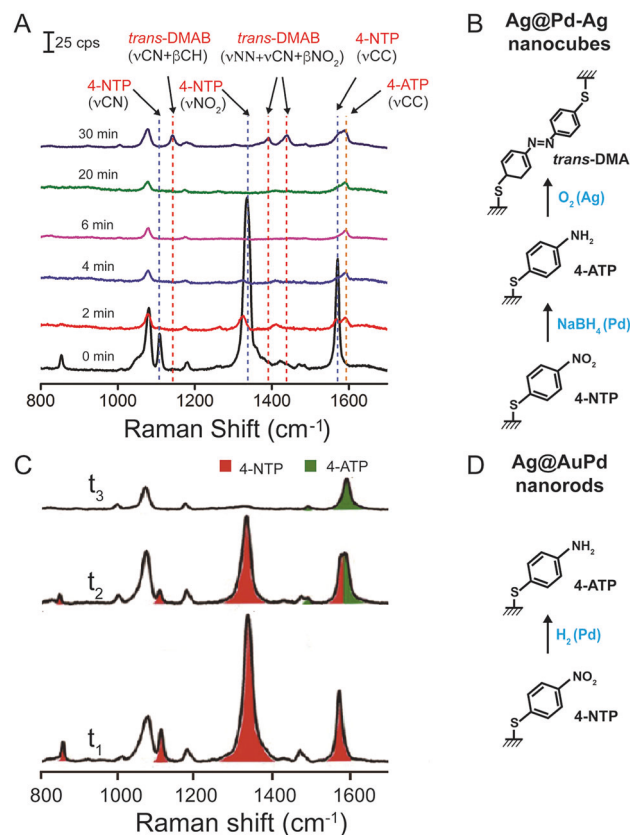 A
25 cps
trans-DMAB
(νCN+βCH)
trans-DMAB
(νNN+νCN+βNO₂)
4-NTP
(νCC)
4-NTP
(νCN)
4-NTP
(νNO₂)
4-ATP
(νCC)
30 min
20 min
6 min
4 min
2 min
0 min
800 1000 1200 1400 1600
Raman Shift (cm⁻¹)
B
Ag@Pd-Ag
nanocubes
S
N=N
S
trans-DMA
O₂(Ag)
NH₂
S
4-ATP
NaBH₄(Pd)
NO₂
S
4-NTP
C
4-NTP 4-ATP
t₃
t₂
t₁
800 1000 1200 1400 1600
Raman shift (cm⁻¹)
D
Ag@AuPd
nanorods
NH₂
S
4-ATP
H₂(Pd)
NO₂
S
4-NTP